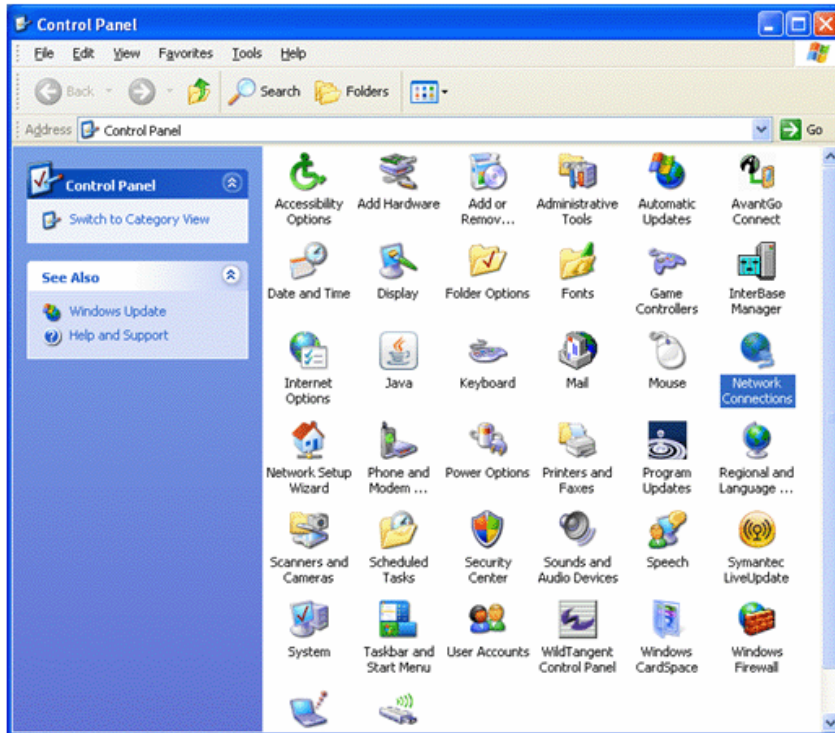 Control Panel
File Edit View Favorites Tools Help
Back Search Folders
Address Control Panel Go
Control Panel
Switch to Category View
See Also
Windows Update
Help and Support
Accessibility Options
Add Hardware
Add or Remov...
Administrative Tools
Automatic Updates
AvantGo Connect
Date and Time
Display
Folder Options
Fonts
Game Controllers
InterBase Manager
Internet Options
Java
Keyboard
Mail
Mouse
Network Connections
Network Setup Wizard
Phone and Modem ...
Power Options
Printers and Faxes
Program Updates
Regional and Language ...
Scanners and Cameras
Scheduled Tasks
Security Center
Sounds and Audio Devices
Speech
Symantec LiveUpdate
System
Taskbar and Start Menu
User Accounts
WildTangent Control Panel
Windows CardSpace
Windows Firewall